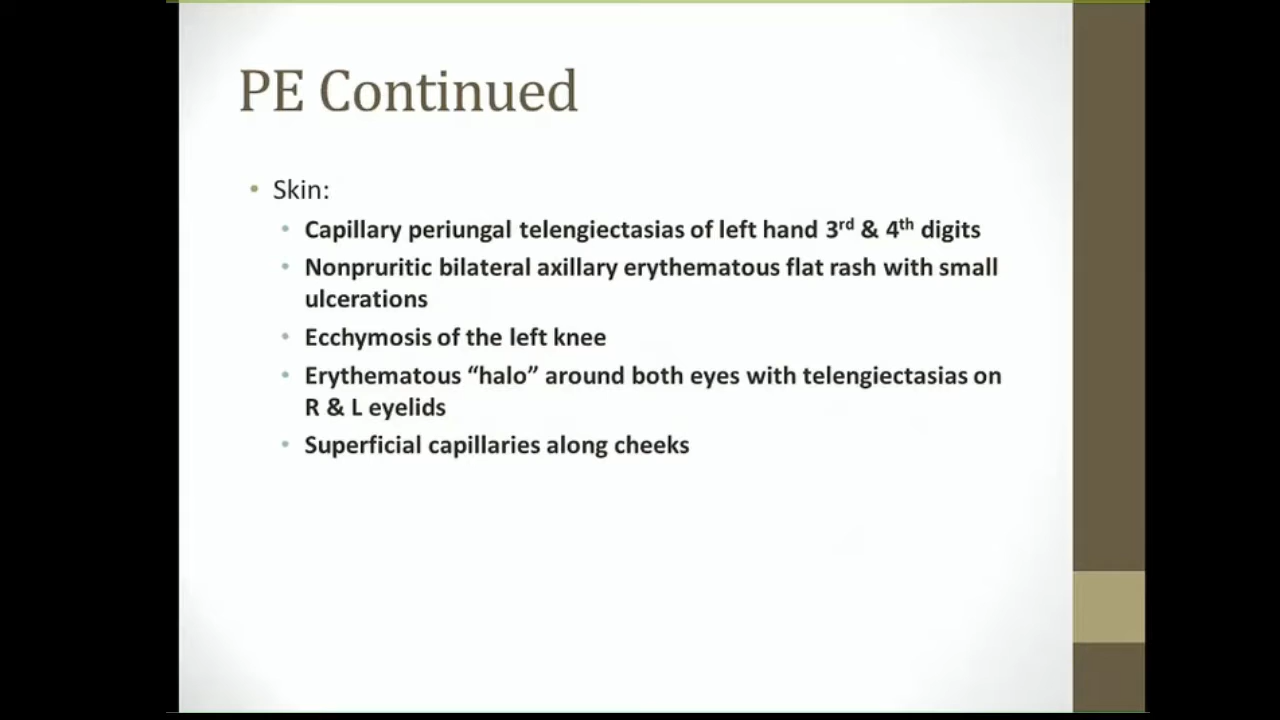 PE Continued
• Skin:
• Capillary periungal telengiectasias of left hand 3rd & 4th digits
• Nonpruritic bilateral axillary erythematous flat rash with small
ulcerations
• Ecchymosis of the left knee
• Erythematous “halo” around both eyes with telengiectasias on
R & L eyelids
• Superficial capillaries along cheeks